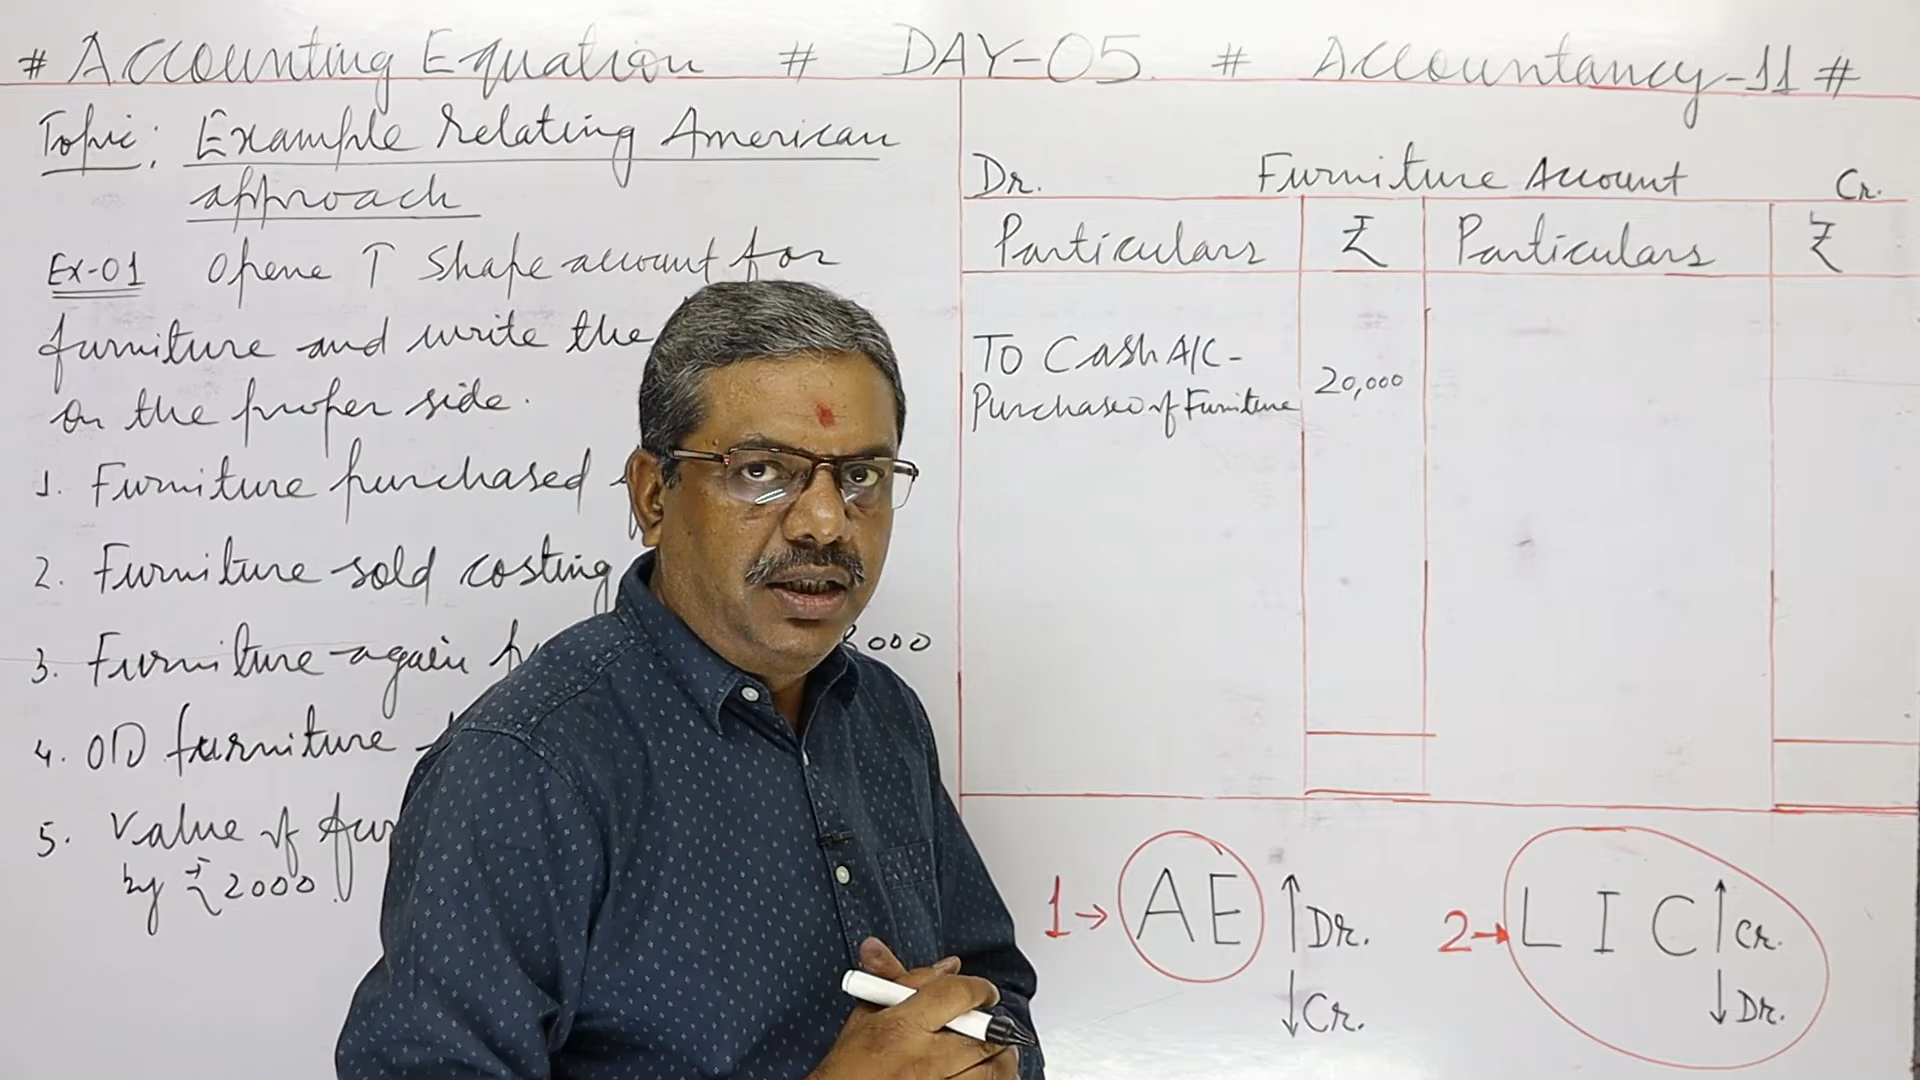 # Accounting Equation # DAY-05. # Accountancy-11 #
Topic: Example relating American
approach
Ex-01 Opene T Shape account for
furniture and write the
on the proper side.
1. Furniture purchased
2. Furniture sold costing
3. Furniture again
000
4. Old furniture
5. Value of
by ₹2000
Dr. Furniture Account Cr.
Particulars ₹ Particulars ₹
To Cash A/C-
Purchase of Furniture 20,000
1→ AE ↑Dr. 2→ LIC ↑Cr.
↓Cr. ↓Dr.